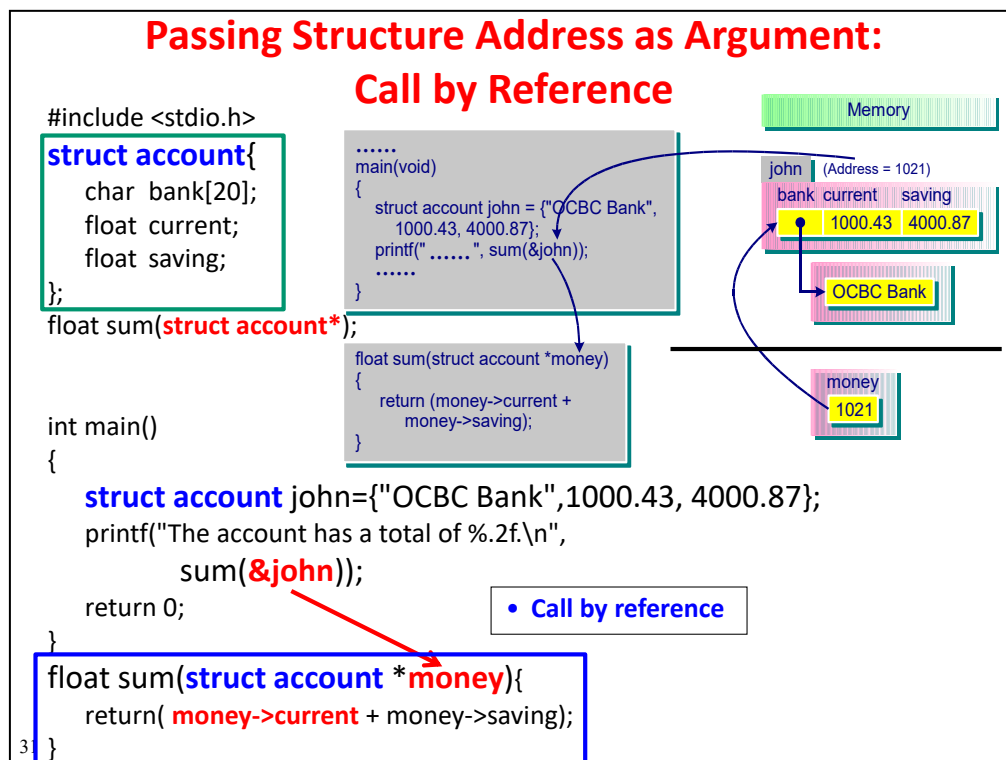 Passing Structure Address as Argument:
Call by Reference
#include <stdio.h>
struct account{
char bank[20];
float current;
float saving;
};
float sum(struct account*);
int main()
{
struct account john={"OCBC Bank",1000.43, 4000.87};
printf("The account has a total of %.2f.\n",
sum(&john));
return 0;
}
float sum(struct account *money){
return( money->current + money->saving);
}
……
main(void)
{
struct account john = {"OCBC Bank",
1000.43, 4000.87};
printf(" …… ", sum(&john));
……
}
float sum(struct account *money)
{
return (money->current +
money->saving);
}
Memory
john (Address = 1021)
bank current saving
1000.43 4000.87
OCBC Bank
money
1021
• Call by reference
31